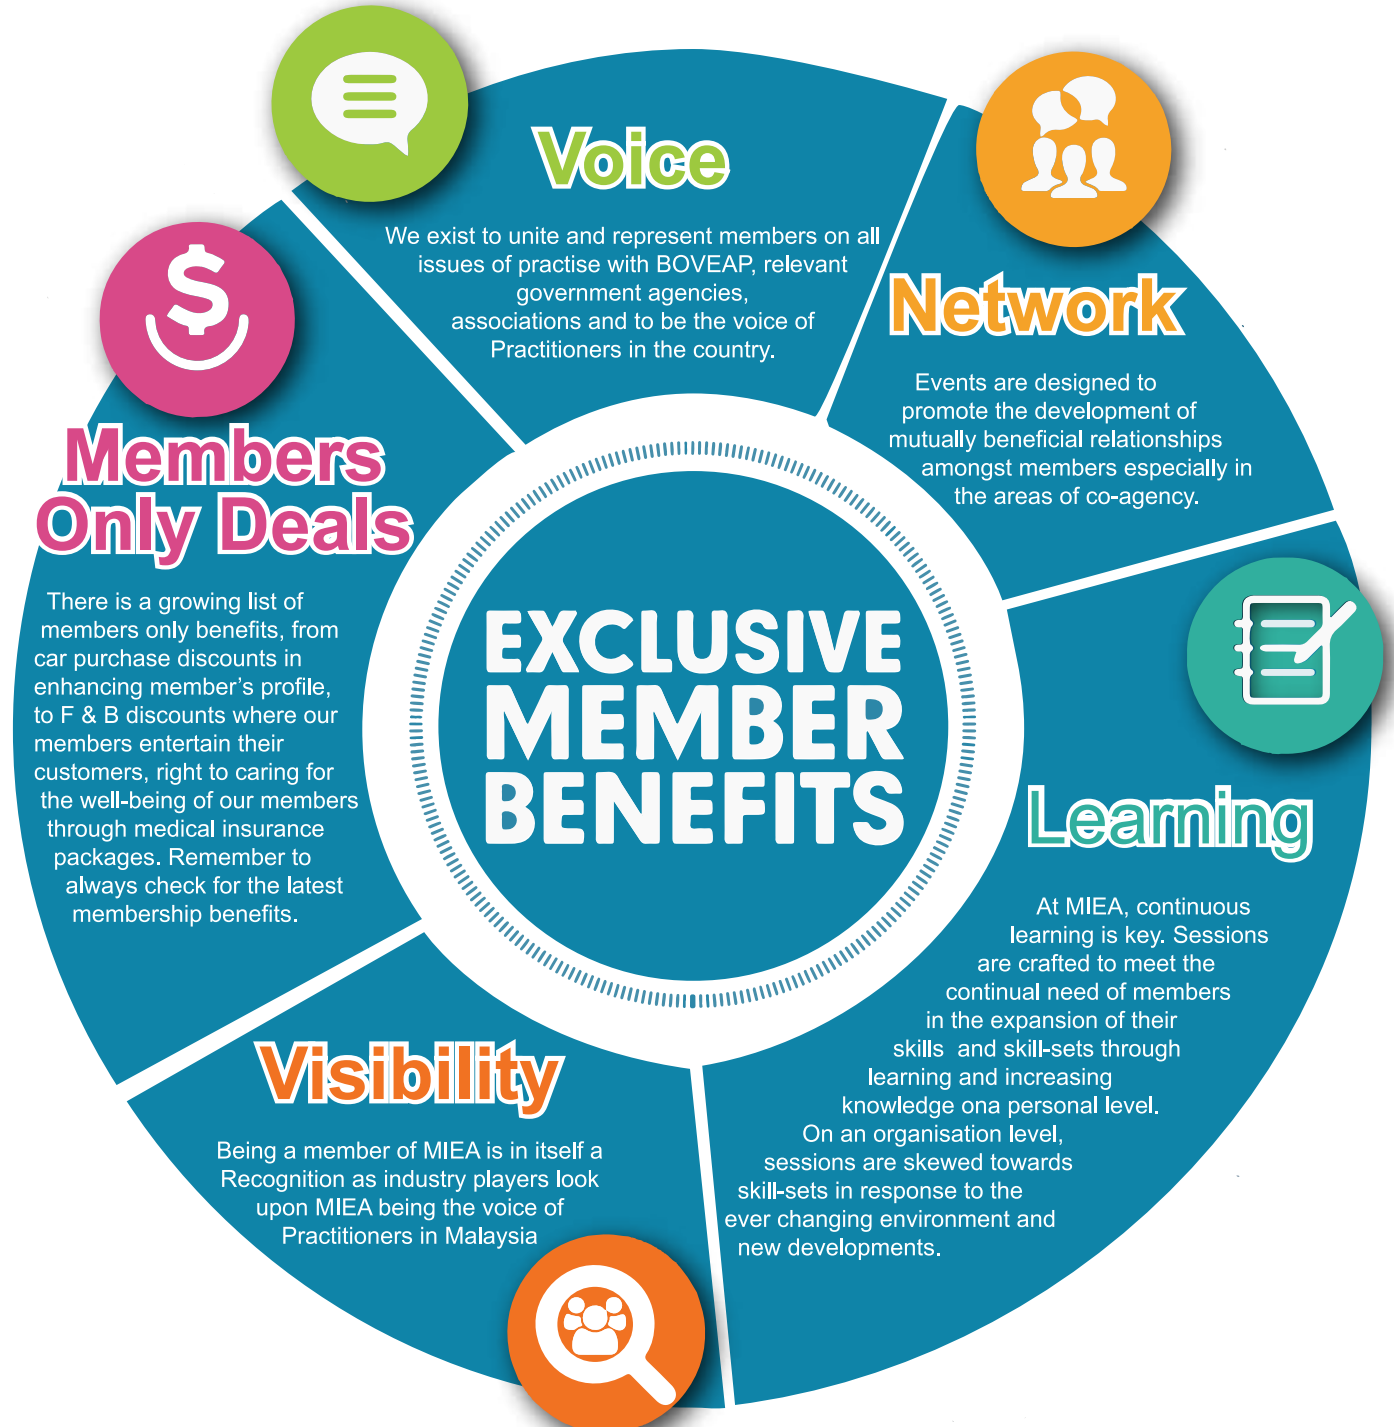 Voice
We exist to unite and represent members on all
issues of practise with BOVEAP, relevant
government agencies,
associations and to be the voice of
Practitioners in the country.
Network
Events are designed to
promote the development of
mutually beneficial relationships
amongst members especially in
the areas of co-agency.
Members
Only Deals
There is a growing list of
members only benefits, from
car purchase discounts in
enhancing member’s profile,
to F & B discounts where our
members entertain their
customers, right to caring for
the well-being of our members
through medical insurance
packages. Remember to
always check for the latest
membership benefits.
EXCLUSIVE
MEMBER
BENEFITS
Learning
At MIEA, continuous
learning is key. Sessions
are crafted to meet the
continual need of members
in the expansion of their
skills and skill-sets through
learning and increasing
knowledge ona personal level.
On an organisation level,
sessions are skewed towards
skill-sets in response to the
ever changing environment and
new developments.
Visibility
Being a member of MIEA is in itself a
Recognition as industry players look
upon MIEA being the voice of
Practitioners in Malaysia